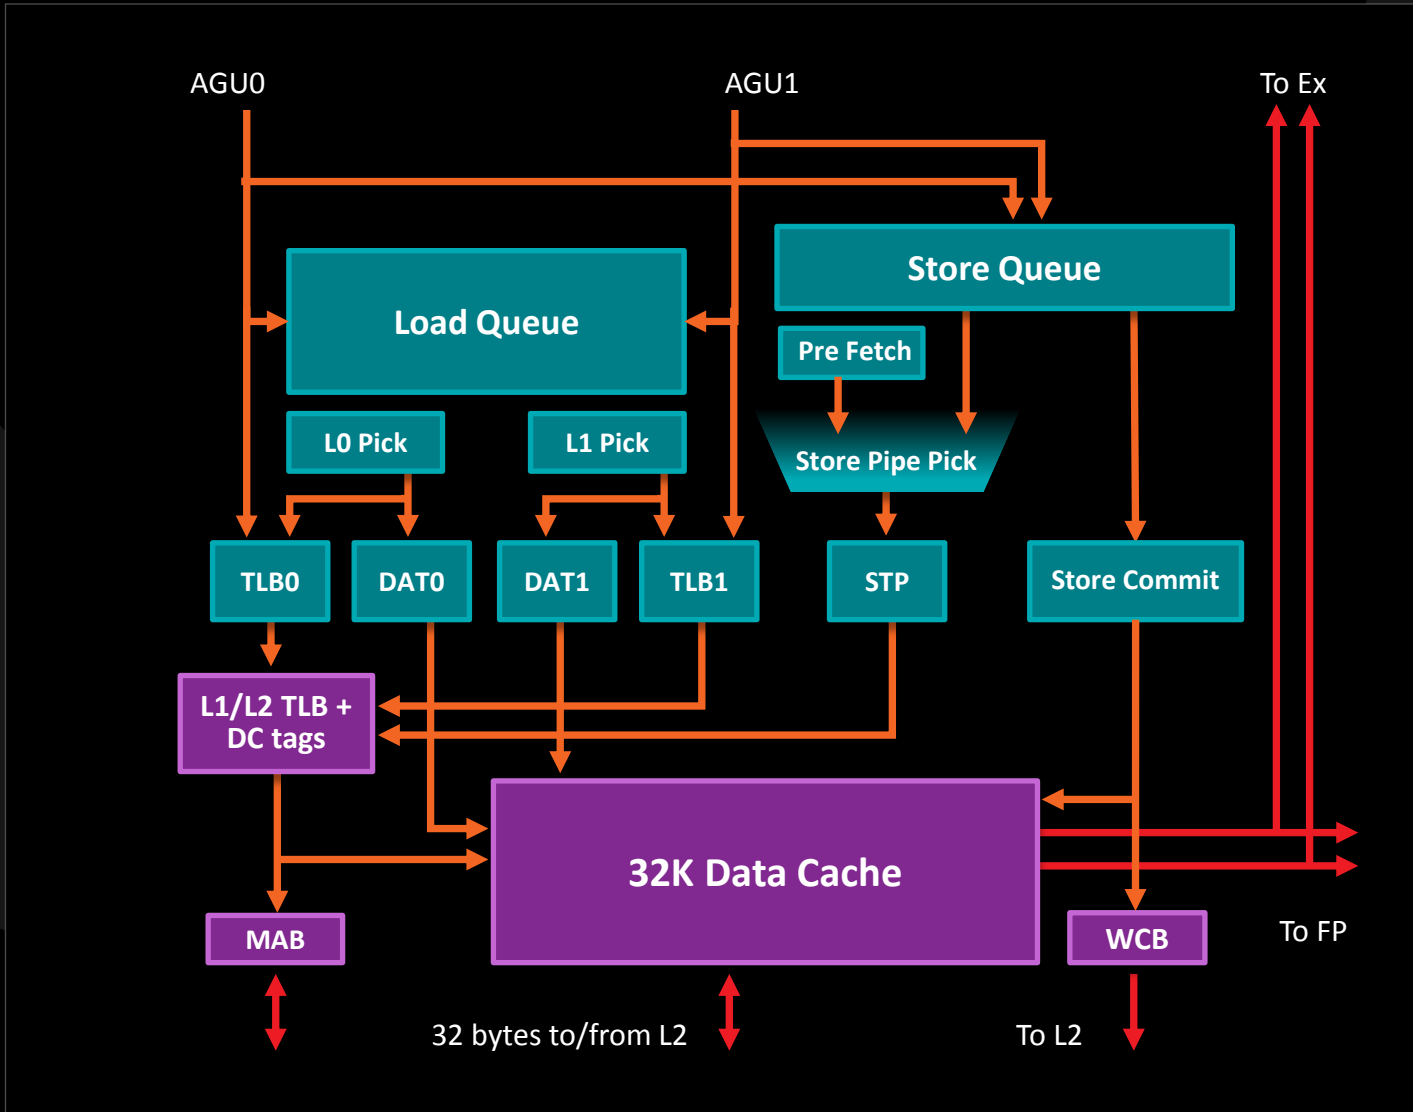 AGU0
AGU1
To Ex
Store Queue
Load Queue
Pre Fetch
L0 Pick
L1 Pick
Store Pipe Pick
TLB0
DAT0
DAT1
TLB1
STP
Store Commit
L1/L2 TLB +
DC tags
32K Data Cache
MAB
WCB
To FP
32 bytes to/from L2
To L2